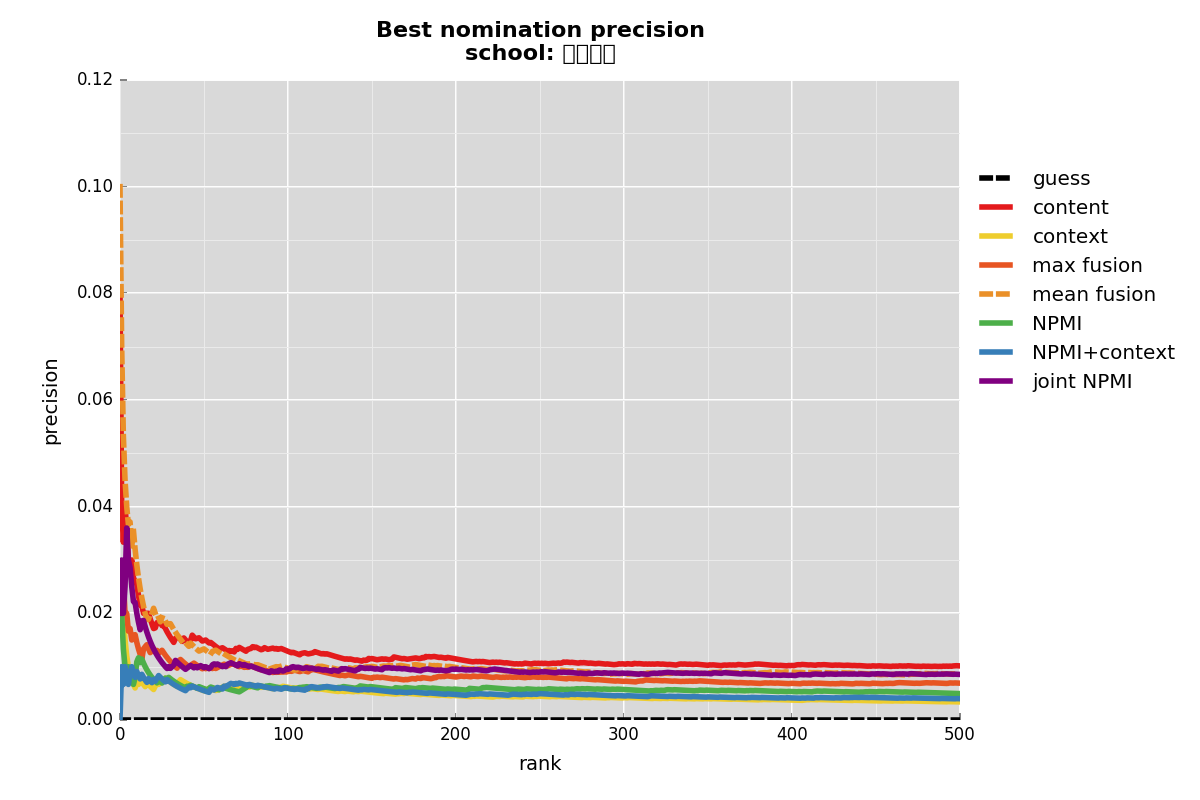 Best nomination precision
school:
0.12
0.10
0.08
0.06
0.04
0.02
0.00
precision
0 100 200 300 400 500
rank
guess
content
context
max fusion
mean fusion
NPMI
NPMI+context
joint NPMI